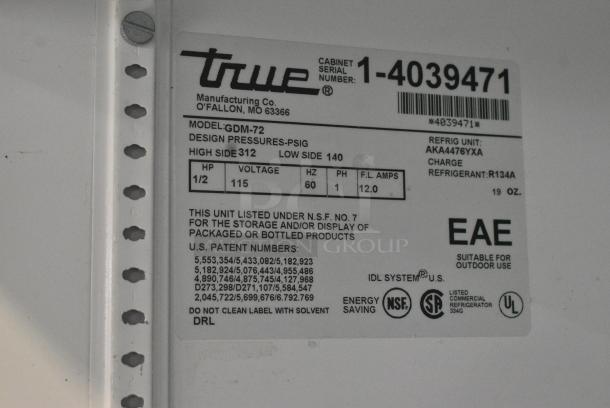 true®
Manufacturing Co.
O'FALLON, MO 63366
CABINET
SERIAL
NUMBER: 1-4039471
*4039471*
MODEL: GDM-72
DESIGN PRESSURES-PSIG
HIGH SIDE 312 LOW SIDE 140
REFRIG UNIT:
AKA4476YXA
CHARGE
REFRIGERANT: R134A
19 OZ.
HP VOLTAGE HZ PH F.L. AMPS
1/2 115 60 1 12.0
THIS UNIT LISTED UNDER N.S.F. NO. 7
FOR THE STORAGE AND/OR DISPLAY OF
PACKAGED OR BOTTLED PRODUCTS
U.S. PATENT NUMBERS:
5,553,354/5,433,082/5,182,923
5,182,924/5,076,443/4,955,486
4,890,746/4,875,745/4,127,968
D273,298/D271,107/5,584,547
2,045,722/5,699,676/6.792.769
DO NOT CLEAN LABEL WITH SOLVENT
DRL
EAE
SUITABLE FOR
OUTDOOR USE
IDL SYSTEM® U.S.
ENERGY
SAVING
NSF
SA
LISTED
COMMERCIAL
REFRIGERATOR
334G
UL
GROUP